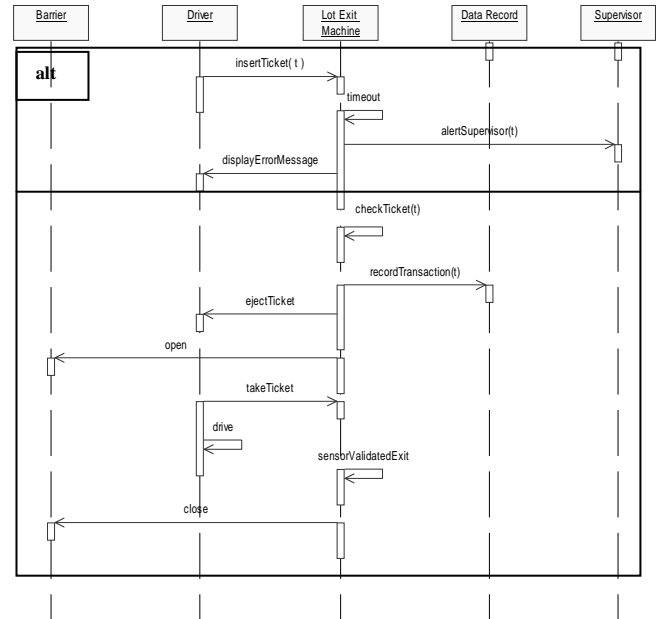 Barrier
Driver
Lot Exit
Machine
Data Record
Supervisor
alt
insertTicket( t )
timeout
alertSupervisor(t)
displayErrorMessage
checkTicket(t)
recordTransaction(t)
ejectTicket
open
takeTicket
drive
sensorValidatedExit
close